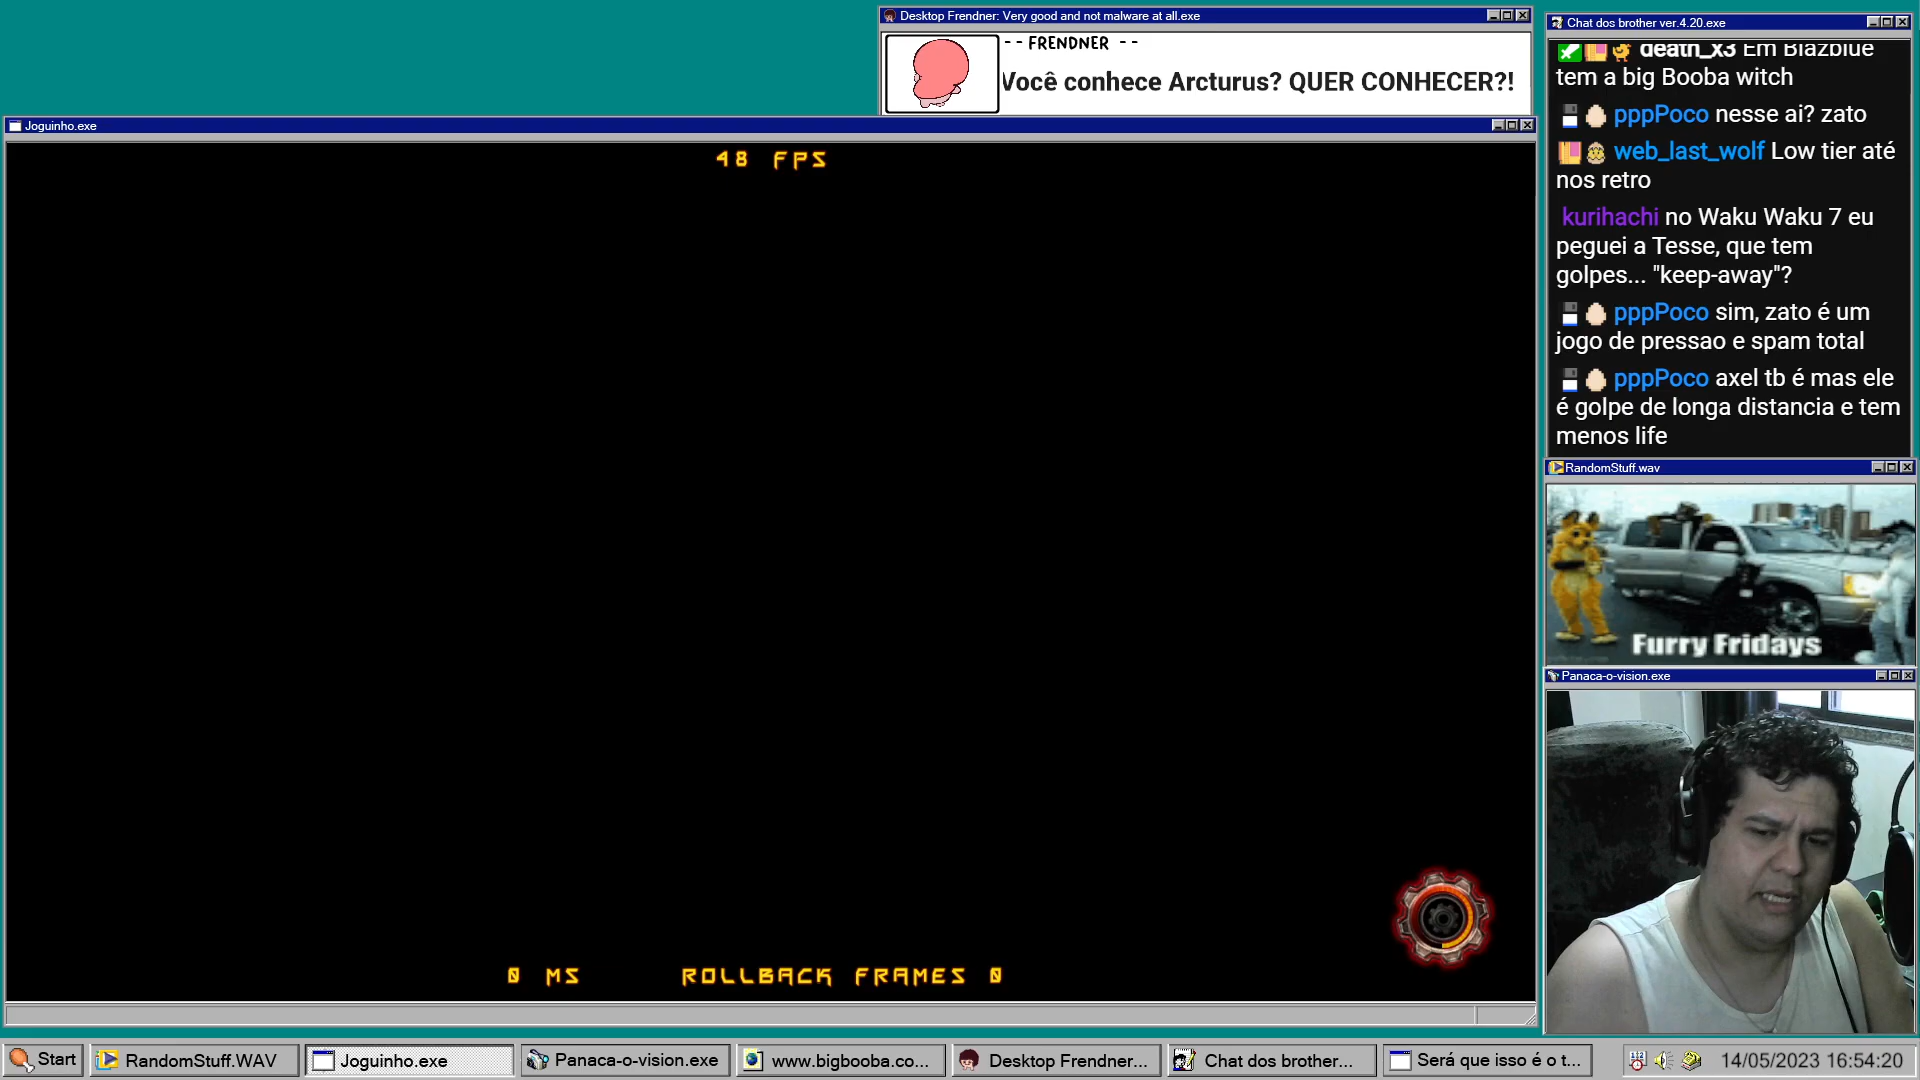 Desktop Frendner: Very good and not malware at all.exe
-- FRENDNER --
Você conhece Arcturus? QUER CONHECER?!
Joguinho.exe
48 FPS
0 MS ROLLBACK FRAMES 0
Chat dos brother ver.4.20.exe
death_x3 Em Blazblue
tem a big Booba witch
pppPoco nesse ai? zato
web_last_wolf Low tier até
nos retro
kurihachi no Waku Waku 7 eu
peguei a Tesse, que tem
golpes... "keep-away"?
pppPoco sim, zato é um
jogo de pressao e spam total
pppPoco axel tb é mas ele
é golpe de longa distancia e tem
menos life
RandomStuff.wav
Furry Fridays
Panaca-o-vision.exe
Start
RandomStuff.WAV
Joguinho.exe
Panaca-o-vision.exe
www.bigbooba.co...
Desktop Frendner...
Chat dos brother...
Será que isso é o t...
14/05/2023 16:54:20